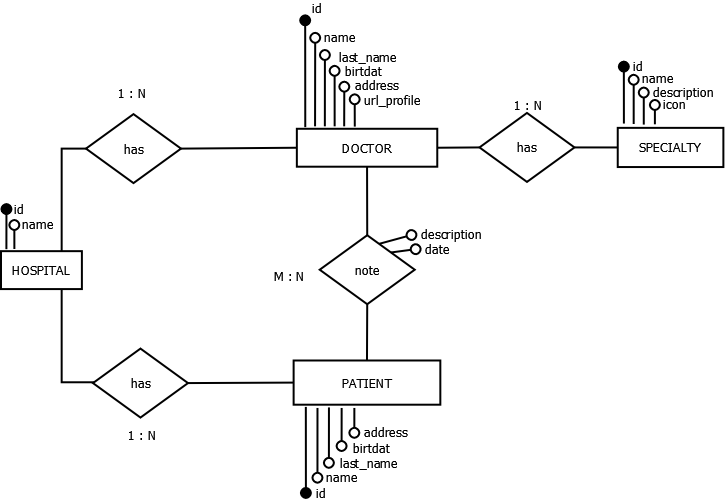 id
name
last_name
birtdat
address
url_profile
id
name
description
icon
1 : N
1 : N
has
DOCTOR
has
SPECIALTY
id
name
description
date
HOSPITAL
M : N
note
has
PATIENT
1 : N
address
birtdat
last_name
name
id